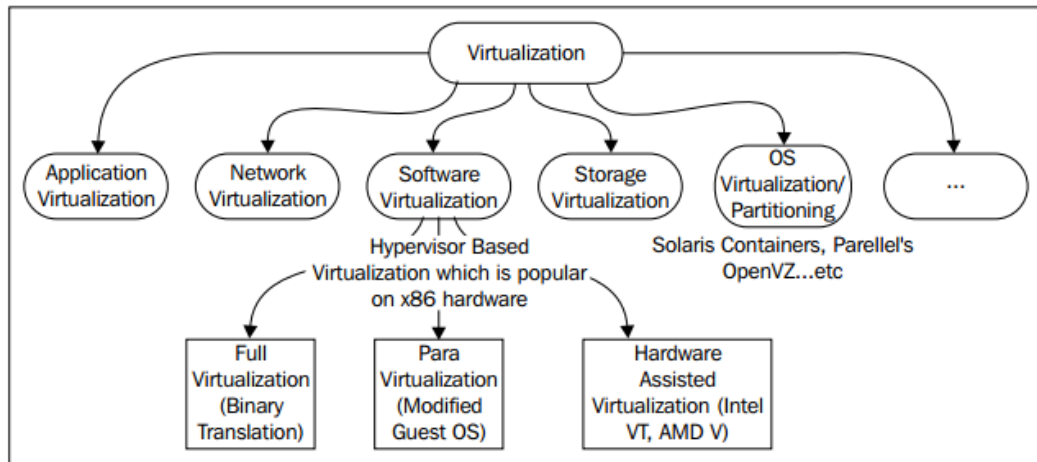 Virtualization
Application
Virtualization
Network
Virtualization
Software
Virtualization
Storage
Virtualization
OS
Virtualization/
Partitioning
...
Solaris Containers, Parellel's
OpenVZ...etc
Hypervisor Based
Virtualization which is popular
on x86 hardware
Full
Virtualization
(Binary
Translation)
Para
Virtualization
(Modified
Guest OS)
Hardware
Assisted
Virtualization (Intel
VT, AMD V)